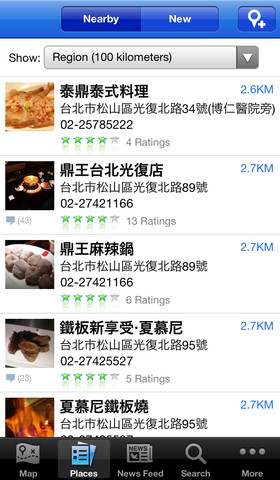 Nearby
New
Show:
Region (100 kilometers)
泰鼎泰式料理
2.6KM
台北市松山區光復北路34號(博仁醫院旁)
02-25785222
4 Ratings
鼎王台北光復店
2.7KM
台北市松山區光復北路89號
02-27421166
(43)
13 Ratings
鼎王麻辣鍋
2.7KM
台北市松山區光復北路89號
02-27421166
6 Ratings
鐵板新享受·夏慕尼
2.7KM
台北市松山區光復北路95號
02-27425527
(23)
5 Ratings
夏慕尼鐵板燒
2.7KM
台北市松山區光復北路95號
NEWS
Map
Places
News Feed
Search
More